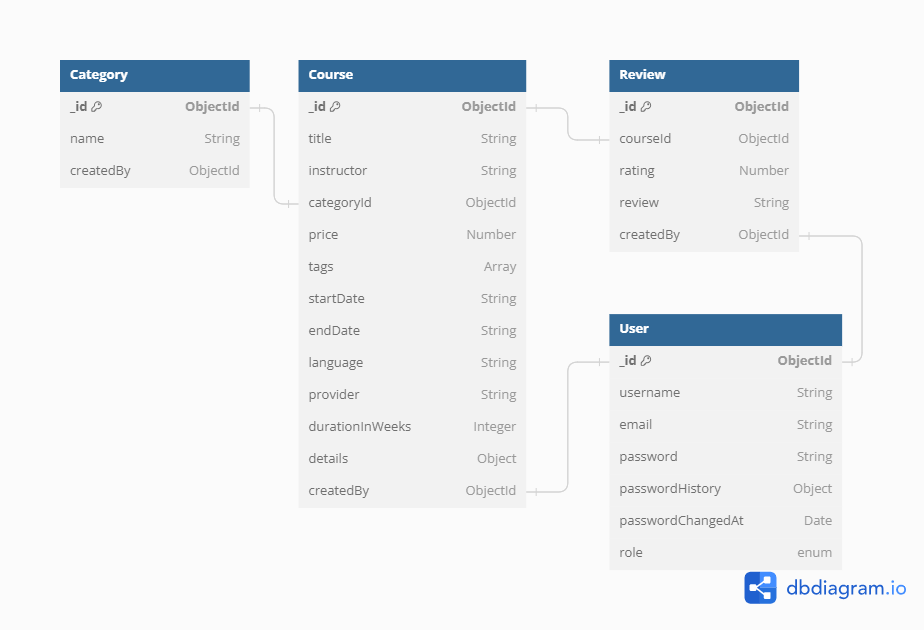 Category
_id ObjectId
name String
createdBy ObjectId
Course
_id ObjectId
title String
instructor String
categoryId ObjectId
price Number
tags Array
startDate String
endDate String
language String
provider String
durationInWeeks Integer
details Object
createdBy ObjectId
Review
_id ObjectId
courseId ObjectId
rating Number
review String
createdBy ObjectId
User
_id ObjectId
username String
email String
password String
passwordHistory Object
passwordChangedAt Date
role enum
dbdiagram.io